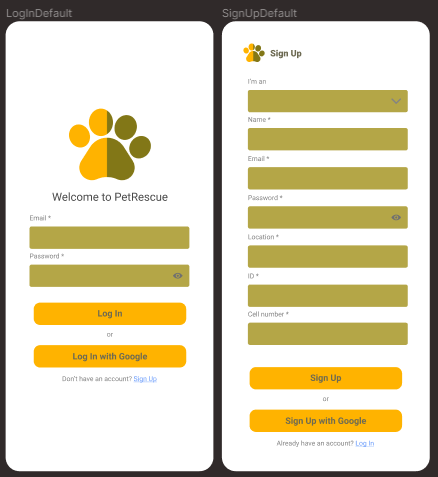 LogInDefault
Welcome to PetRescue
Email *
Password *
Log In
or
Log In with Google
Don't have an account? Sign Up
SignUpDefault
Sign Up
I'm an
Name *
Email *
Password *
Location *
ID *
Cell number *
Sign Up
or
Sign Up with Google
Already have an account? Log In